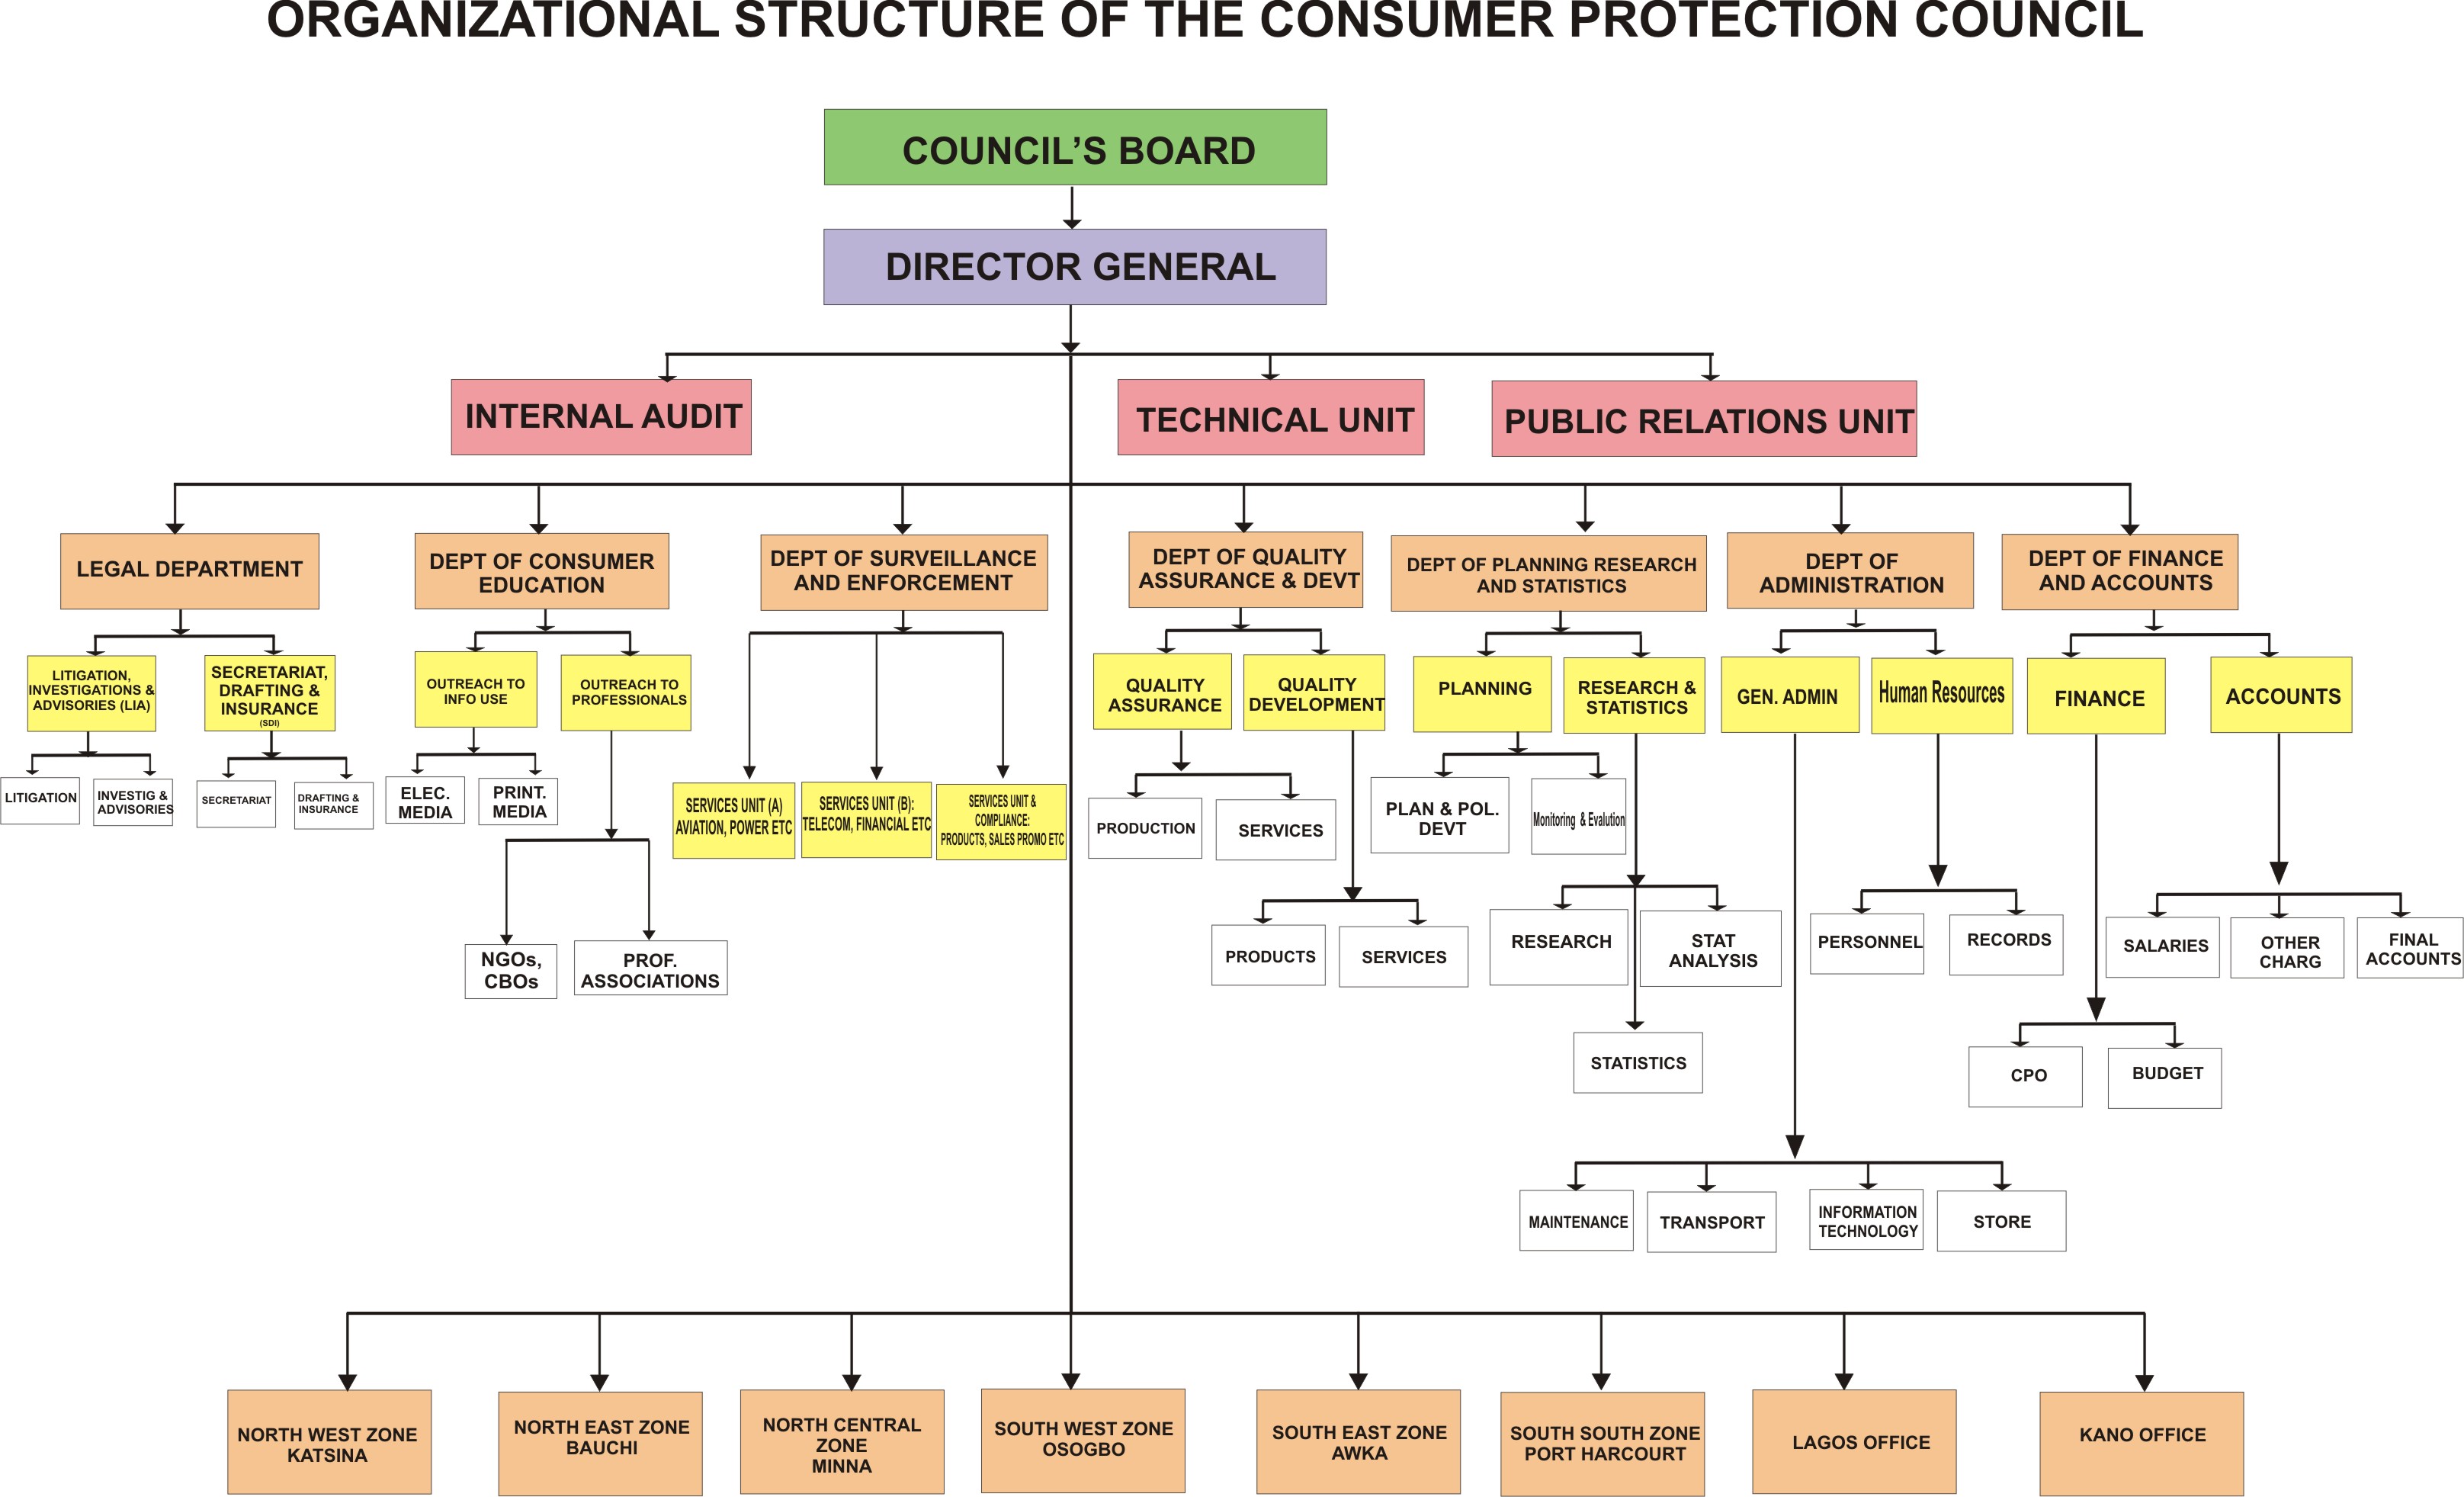 ORGANIZATIONAL STRUCTURE OF THE CONSUMER PROTECTION COUNCIL
COUNCIL'S BOARD
DIRECTOR GENERAL
INTERNAL AUDIT
TECHNICAL UNIT
PUBLIC RELATIONS UNIT
LEGAL DEPARTMENT
DEPT OF CONSUMER
EDUCATION
DEPT OF SURVEILLANCE
AND ENFORCEMENT
DEPT OF QUALITY
ASSURANCE & DEVT
DEPT OF PLANNING RESEARCH
AND STATISTICS
DEPT OF
ADMINISTRATION
DEPT OF FINANCE
AND ACCOUNTS
LITIGATION,
INVESTIGATIONS &
ADVISORIES (LIA)
SECRETARIAT,
DRAFTING &
INSURANCE
(SDI)
OUTREACH TO
INFO USE
OUTREACH TO
PROFESSIONALS
QUALITY
ASSURANCE
QUALITY
DEVELOPMENT
PLANNING
RESEARCH &
STATISTICS
GEN. ADMIN
Human Resources
FINANCE
ACCOUNTS
LITIGATION
INVESTIG &
ADVISORIES
SECRETARIAT
DRAFTING &
INSURANCE
ELEC.
MEDIA
PRINT.
MEDIA
SERVICES UNIT (A)
AVIATION, POWER ETC
SERVICES UNIT (B):
TELECOM, FINANCIAL ETC
SERVICES UNIT &
COMPLIANCE:
PRODUCTS, SALES PROMO ETC
PRODUCTION
SERVICES
PLAN & POL.
DEVT
Monitoring & Evalution
NGOs,
CBOs
PROF.
ASSOCIATIONS
PRODUCTS
SERVICES
RESEARCH
STAT
ANALYSIS
PERSONNEL
RECORDS
SALARIES
OTHER
CHARG
FINAL
ACCOUNTS
STATISTICS
CPO
BUDGET
MAINTENANCE
TRANSPORT
INFORMATION
TECHNOLOGY
STORE
NORTH WEST ZONE
KATSINA
NORTH EAST ZONE
BAUCHI
NORTH CENTRAL
ZONE
MINNA
SOUTH WEST ZONE
OSOGBO
SOUTH EAST ZONE
AWKA
SOUTH SOUTH ZONE
PORT HARCOURT
LAGOS OFFICE
KANO OFFICE